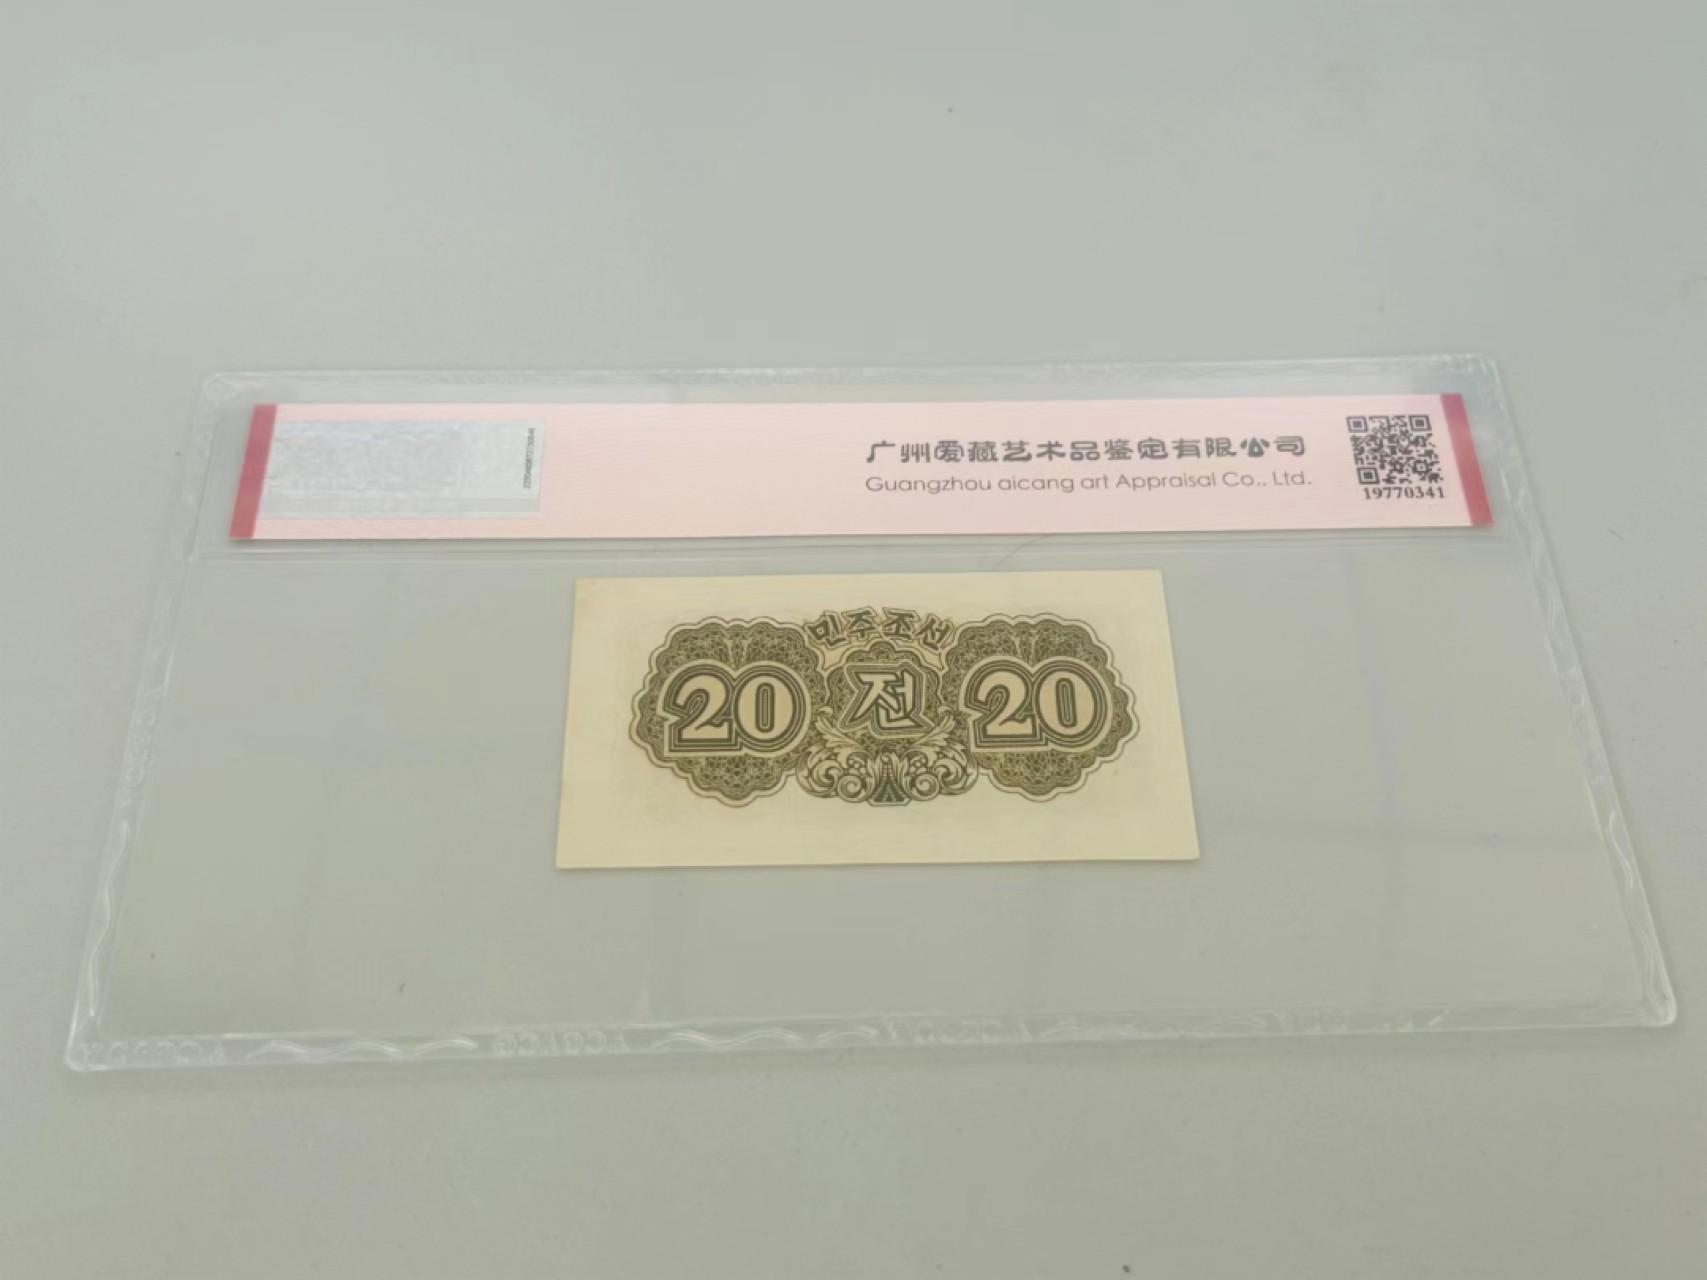 广州爱藏艺术品鉴定有限公司
Guangzhou aicang art Appraisal Co., Ltd.
19770341
민주조선
20 전 20